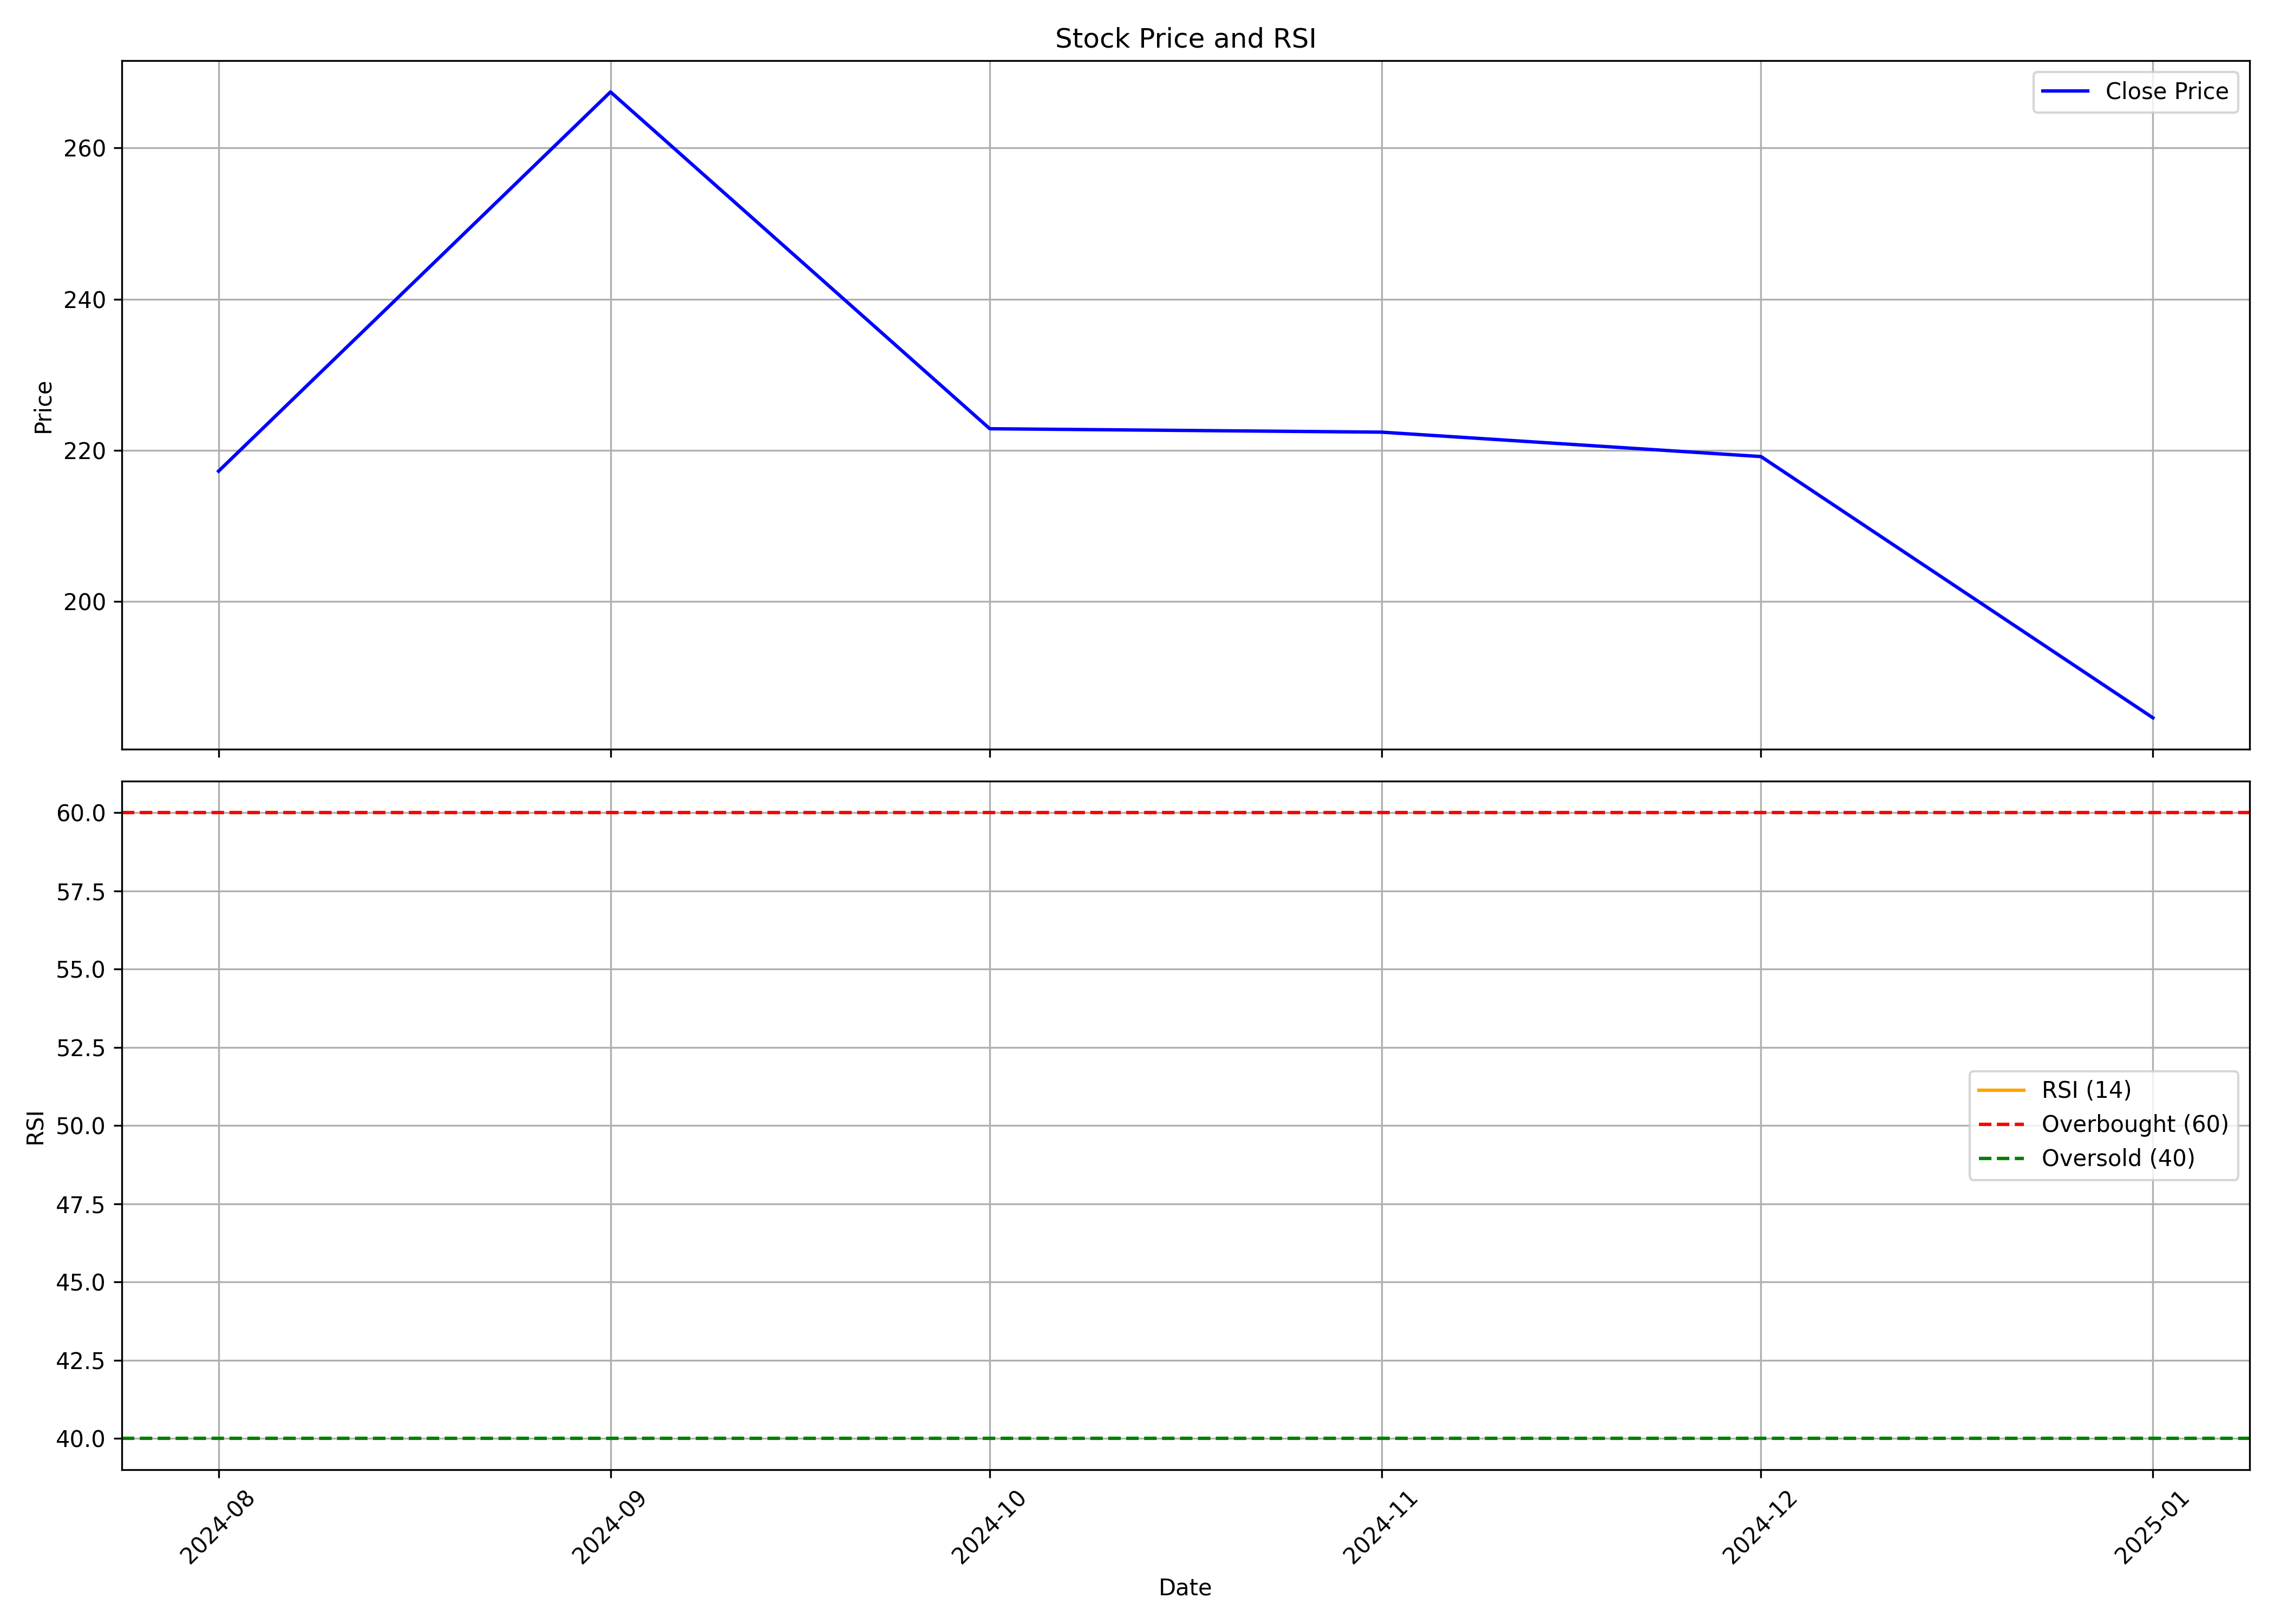 Stock Price and RSI
Close Price
260
240
220
200
Price
60.0
57.5
55.0
52.5
50.0
47.5
45.0
42.5
40.0
RSI
RSI (14)
Overbought (60)
Oversold (40)
2024-08
2024-09
2024-10
2024-11
2024-12
2025-01
Date